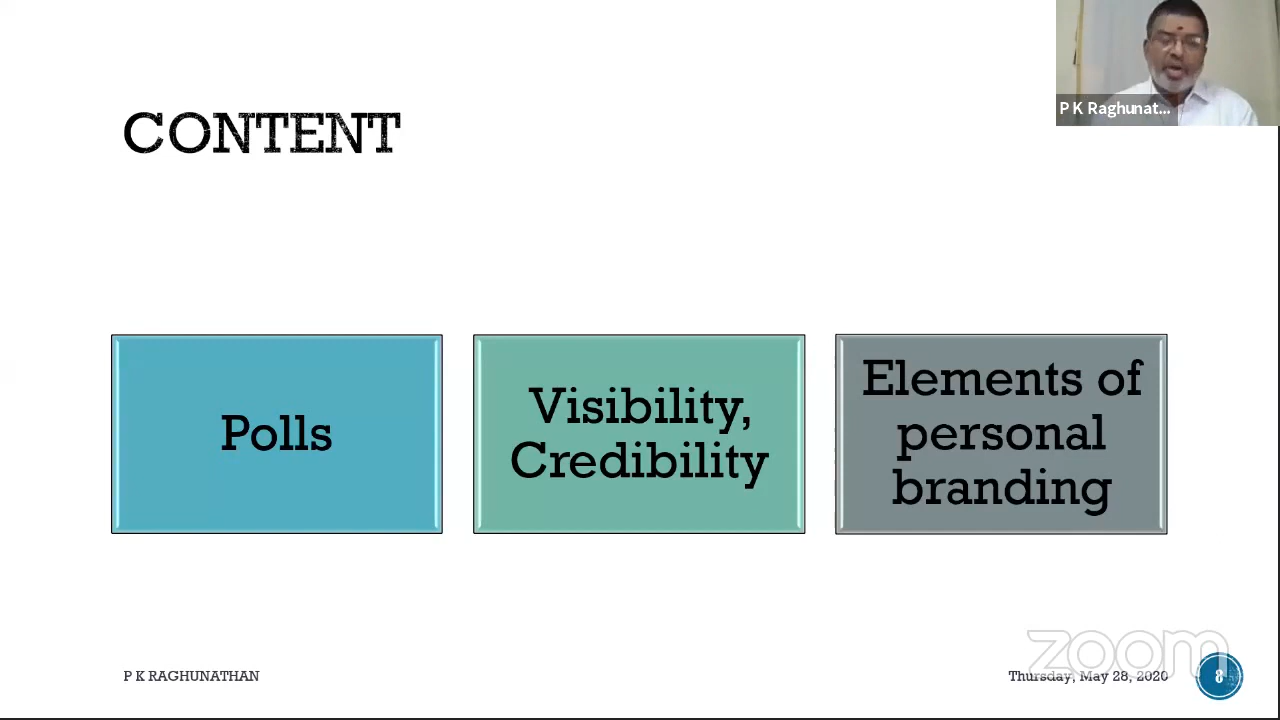 P K Raghunat...
CONTENT
Polls
Visibility,
Credibility
Elements of
personal
branding
P K RAGHUNATHAN
Thursday, May 28, 2020
zoom
8